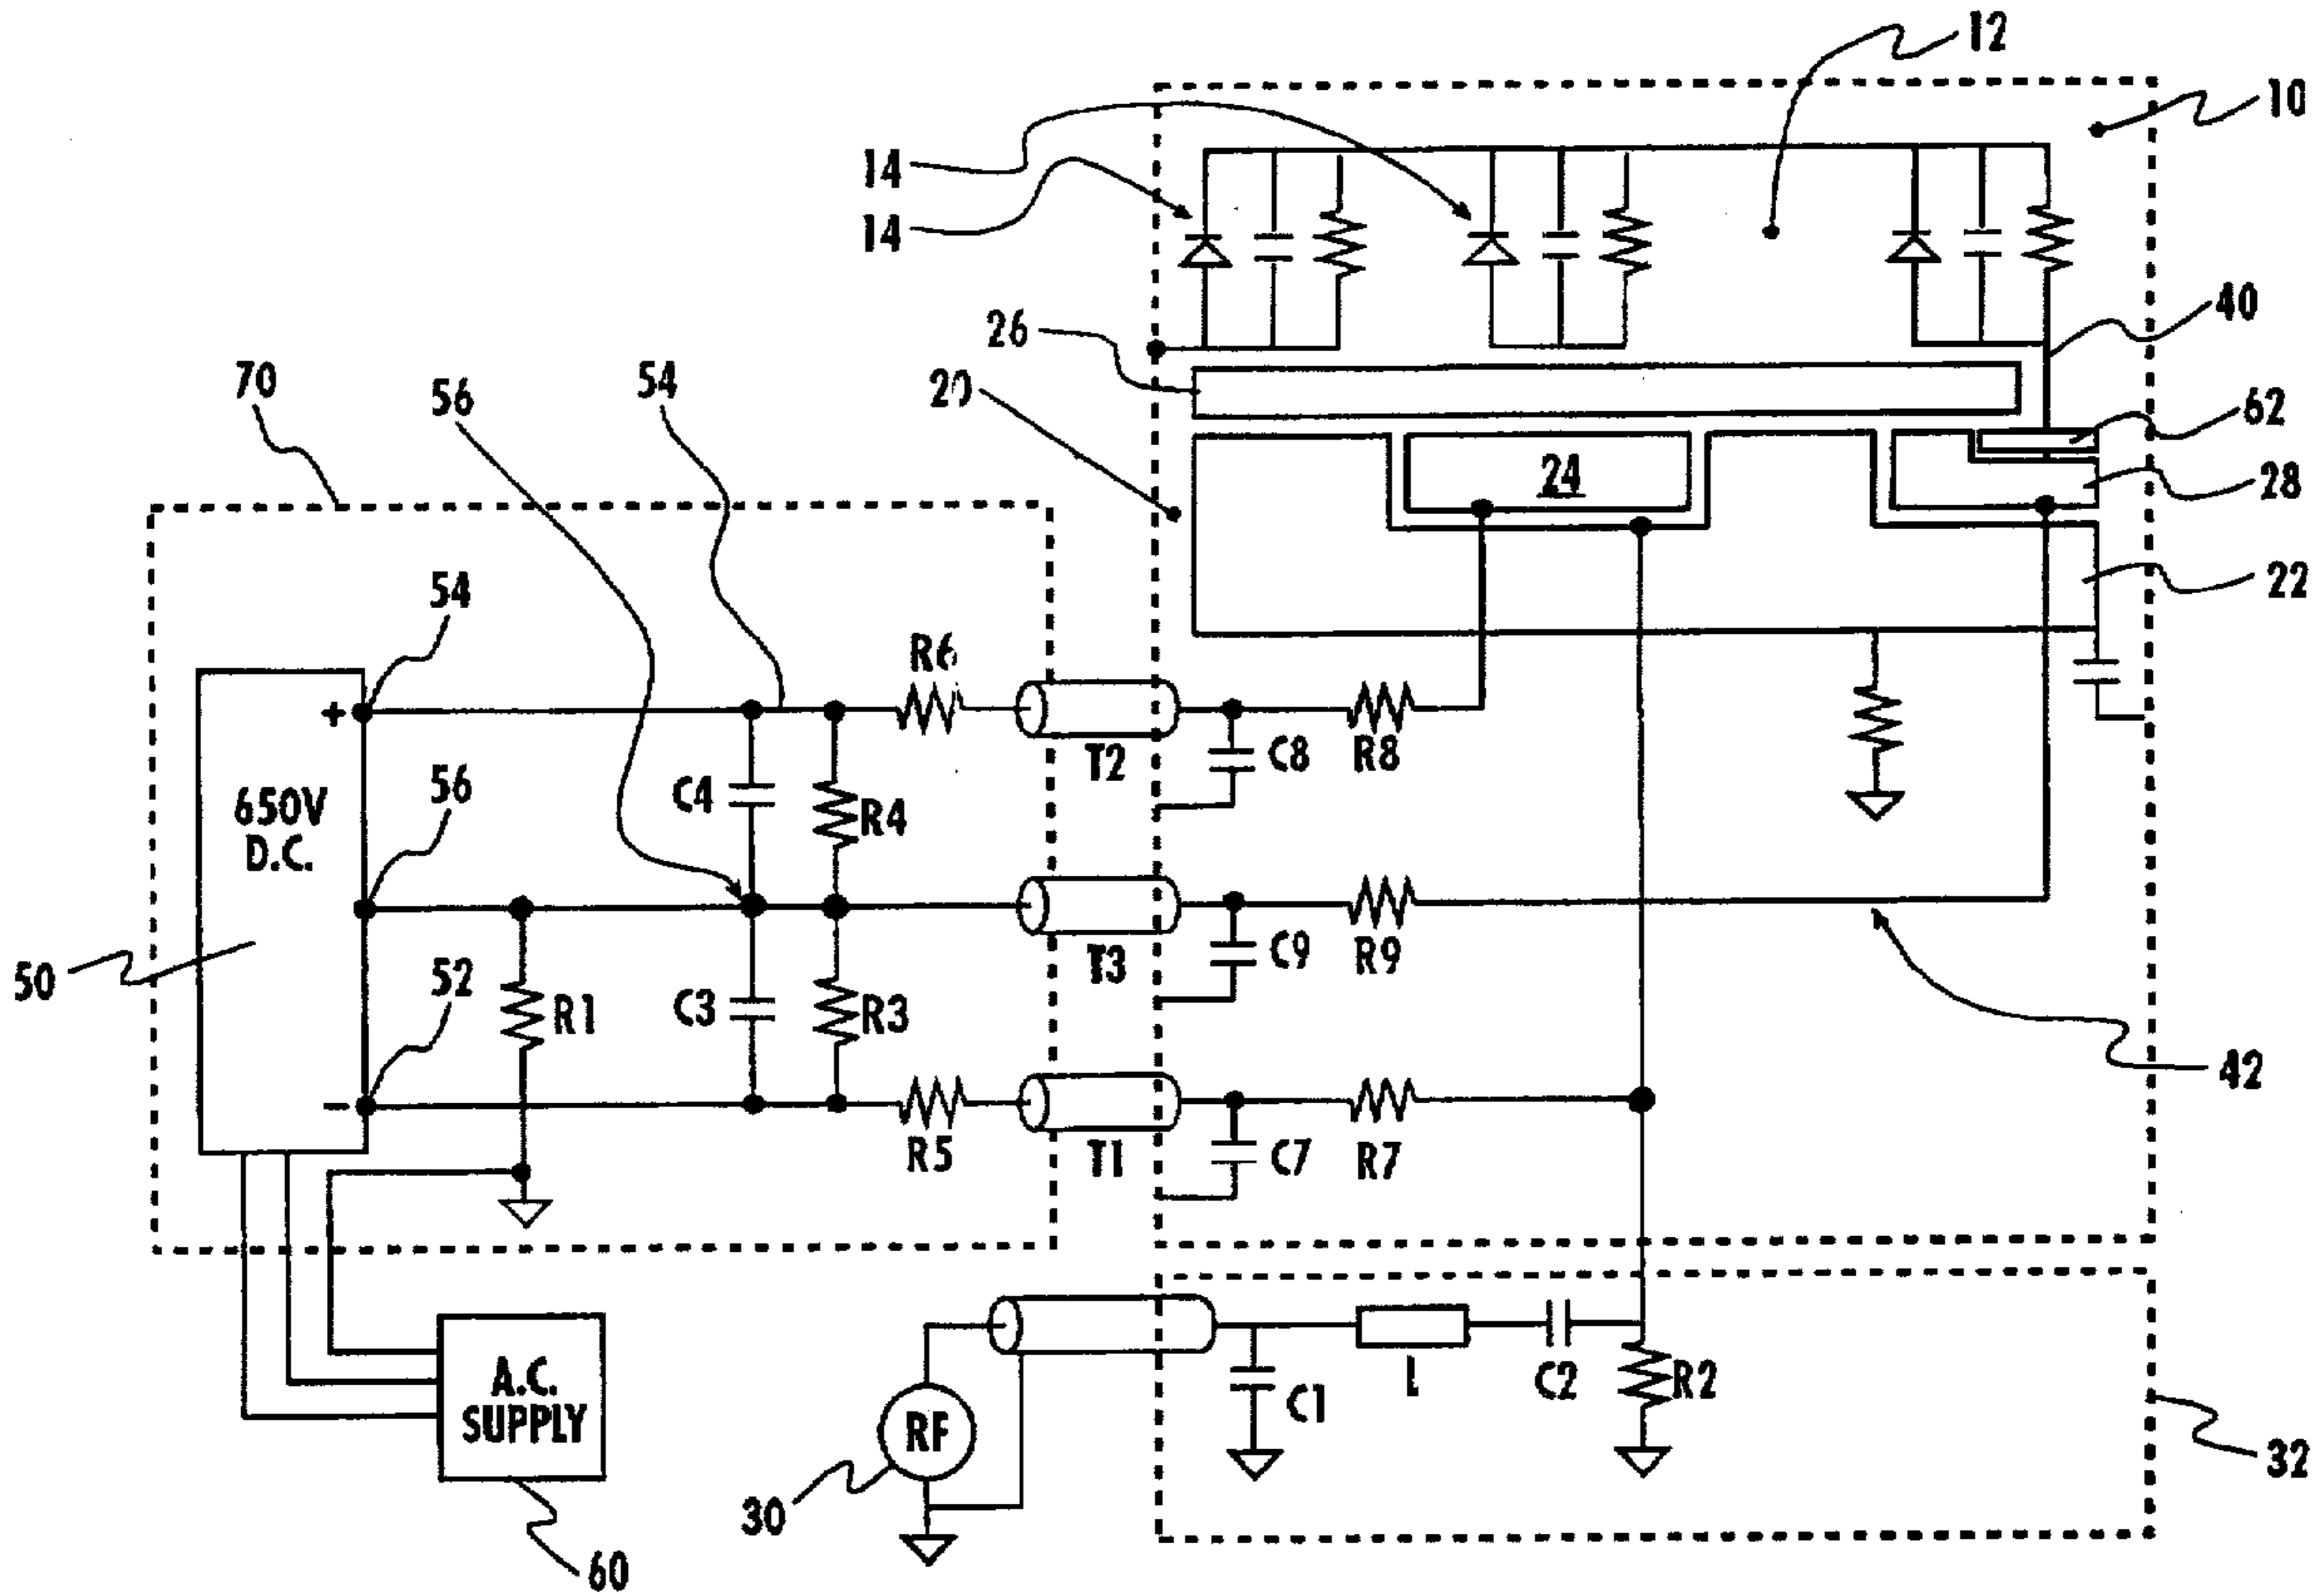 12
10
14
14
40
26
54
70
56
20
62
24
28
54
22
R6
+
T2
C8
R8
56
C4
R4
650V
D.C.
50
52
T3
C9
R9
R1
C3
R3
42
−
R5
T1
C7
R7
A.C.
SUPPLY
RF
C1
L
C2
R2
30
32
60